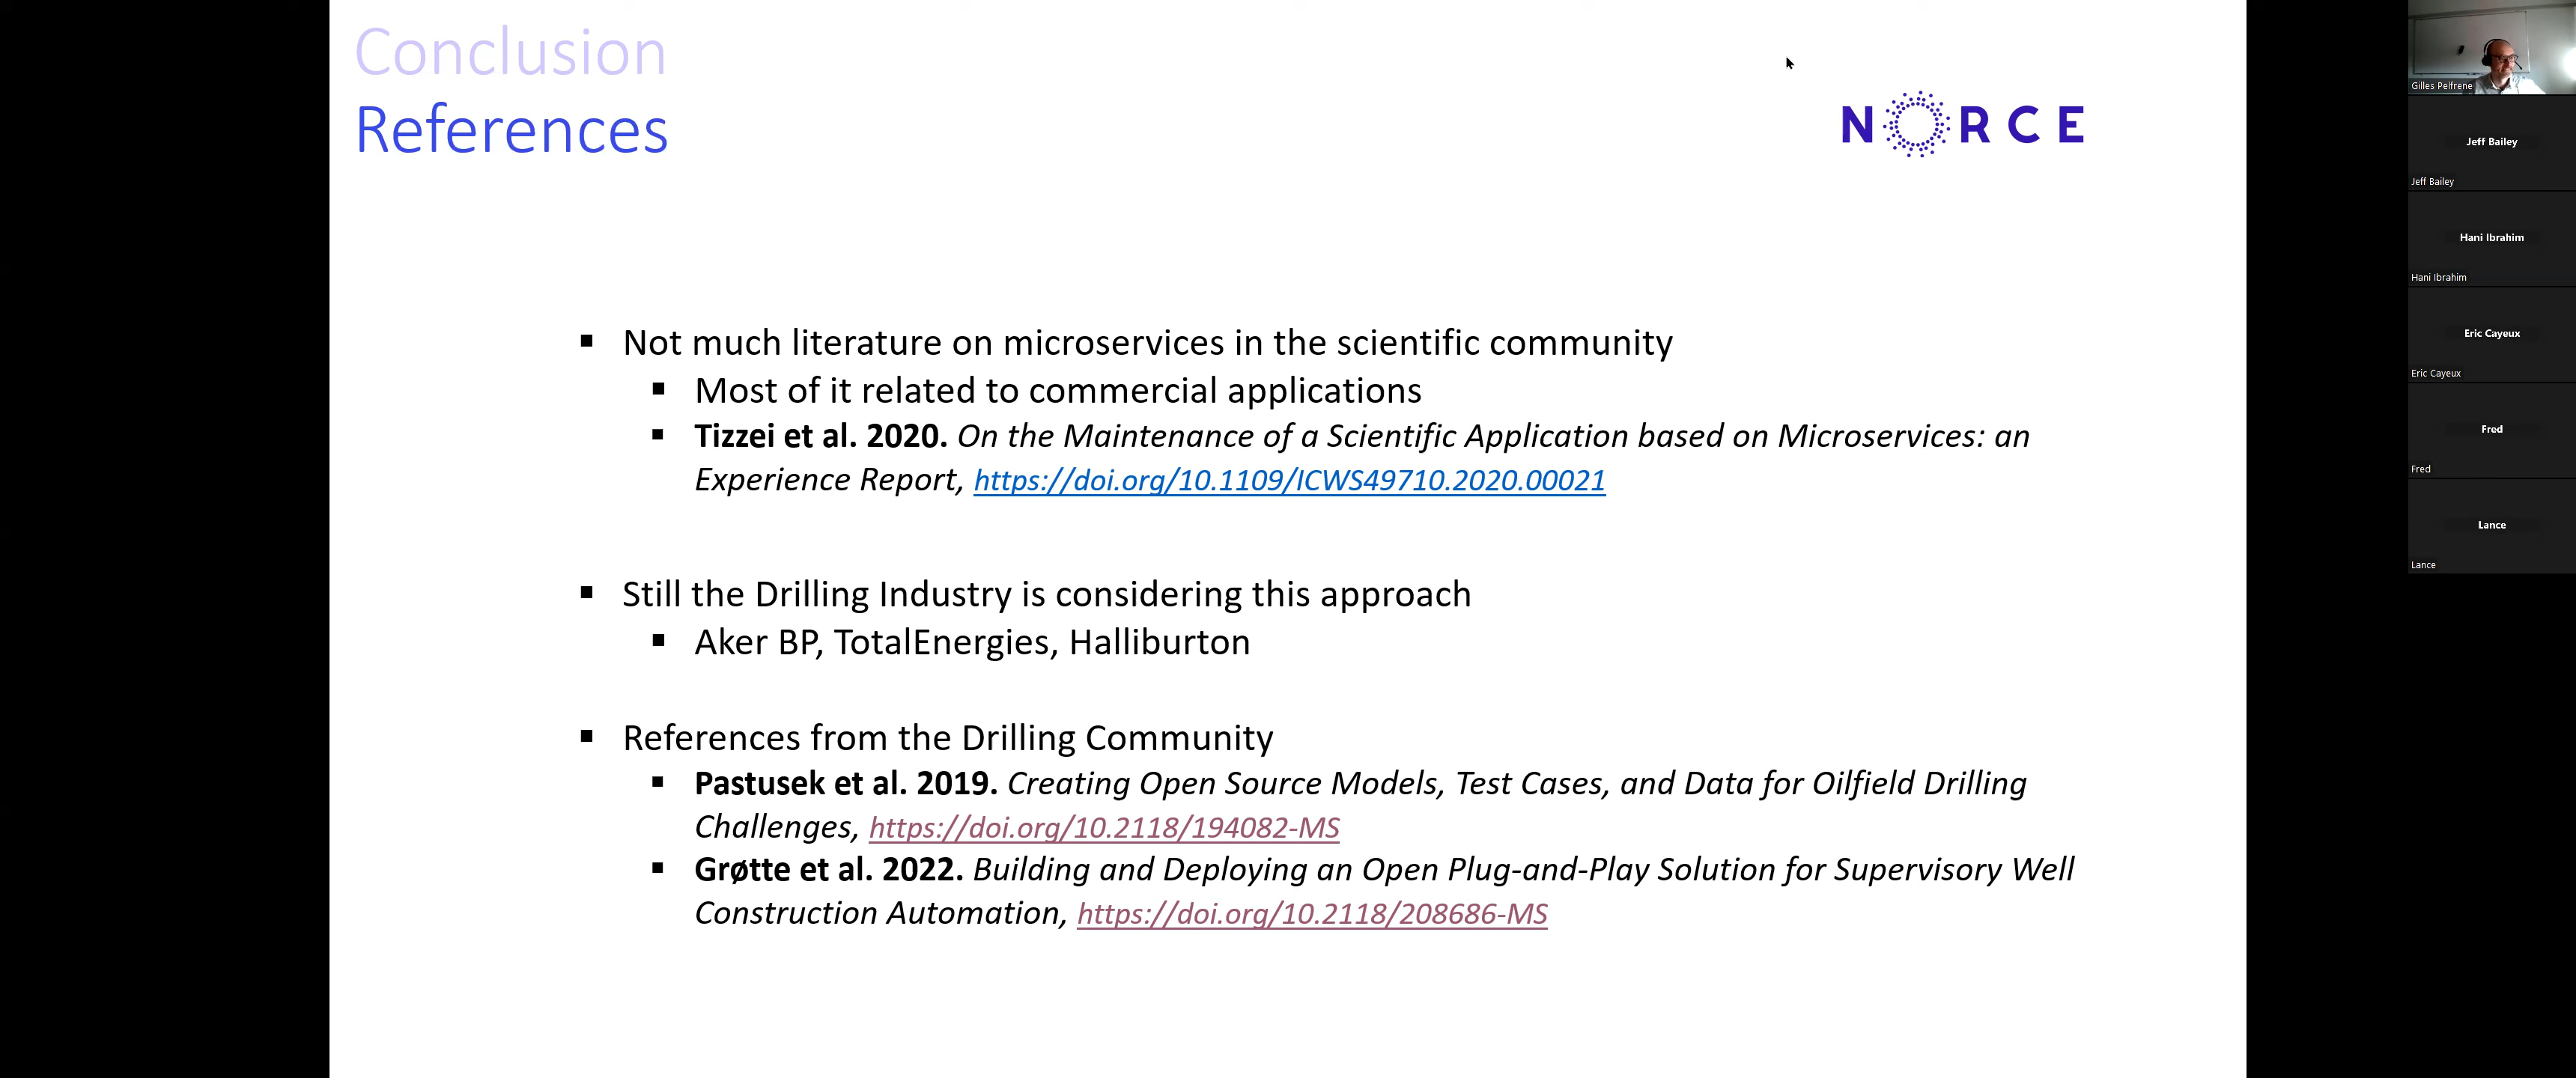 Conclusion
References
NORCE
▪ Not much literature on microservices in the scientific community
▪ Most of it related to commercial applications
▪ Tizzei et al. 2020. On the Maintenance of a Scientific Application based on Microservices: an
Experience Report, https://doi.org/10.1109/ICWS49710.2020.00021
▪ Still the Drilling Industry is considering this approach
▪ Aker BP, TotalEnergies, Halliburton
▪ References from the Drilling Community
▪ Pastusek et al. 2019. Creating Open Source Models, Test Cases, and Data for Oilfield Drilling
Challenges, https://doi.org/10.2118/194082-MS
▪ Grøtte et al. 2022. Building and Deploying an Open Plug-and-Play Solution for Supervisory Well
Construction Automation, https://doi.org/10.2118/208686-MS
Gilles Pelfrene
Jeff Bailey
Jeff Bailey
Hani Ibrahim
Hani Ibrahim
Eric Cayeux
Eric Cayeux
Fred
Fred
Lance
Lance